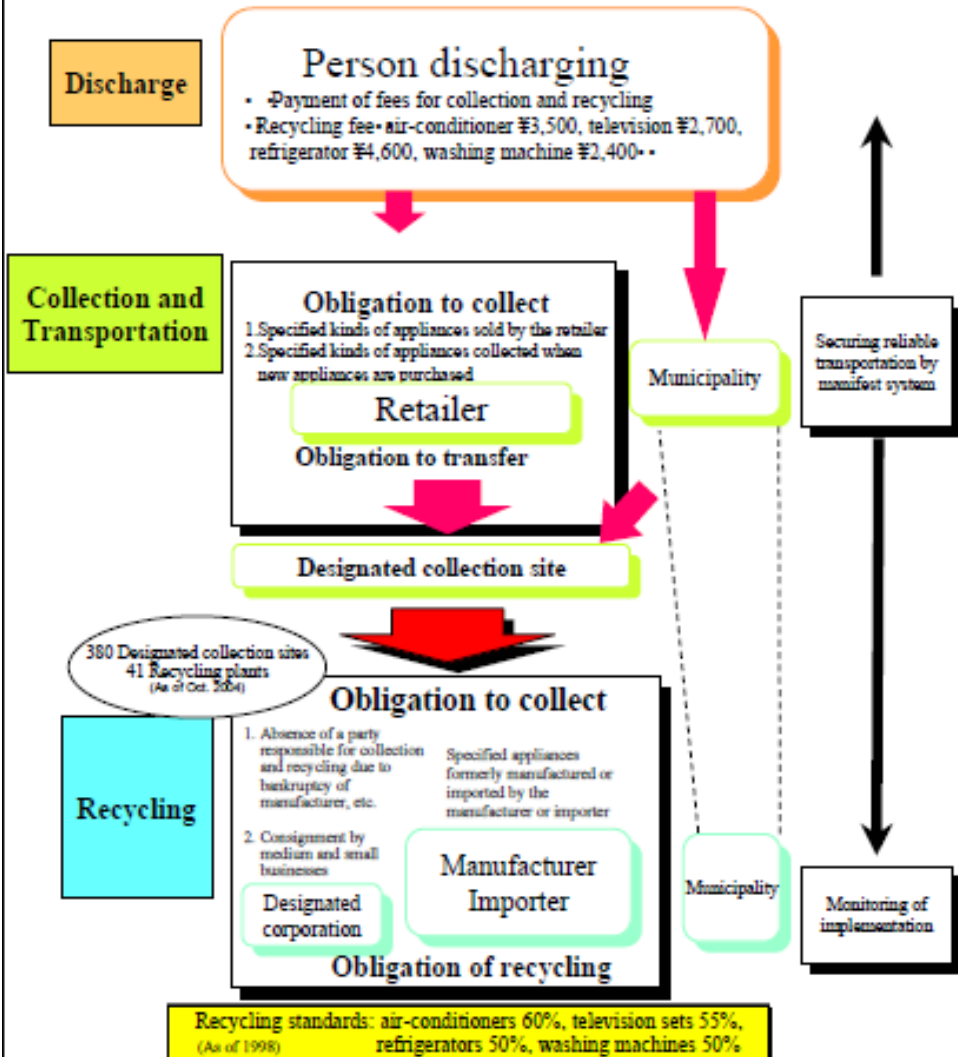 Discharge
Person discharging
• •Payment of fees for collection and recycling
•Recycling fee•air-conditioner ¥3,500, television ¥2,700,
refrigerator ¥4,600, washing machine ¥2,400••
Collection and
Transportation
Obligation to collect
1.Specified kinds of appliances sold by the retailer
2.Specified kinds of appliances collected when
new appliances are purchased
Retailer
Obligation to transfer
Municipality
Securing reliable
transportation by
manifest system
Designated collection site
380 Designated collection sites
41 Recycling plants
(As of Oct. 2004)
Recycling
Obligation to collect
1. Absence of a party
responsible for collection
and recycling due to
bankruptcy of
manufacturer, etc.
2. Consignment by
medium and small
businesses
Designated
corporation
Specified appliances
formerly manufactured or
imported by the
manufacturer or importer
Manufacturer
Importer
Obligation of recycling
Municipality
Monitoring of
implementation
Recycling standards: air-conditioners 60%, television sets 55%,
(As of 1998) refrigerators 50%, washing machines 50%